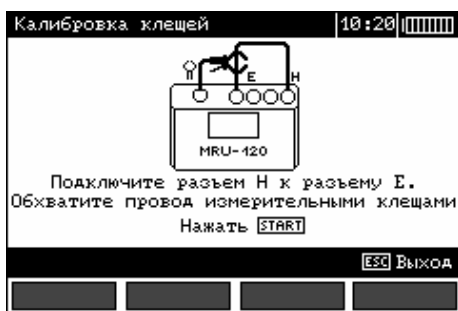 Калибровка клещей 10:20
E H
MRU-120
Подключите разъем H к разъему E.
Обхватите провод измерительными клещами
Нажать START
ESC Выход